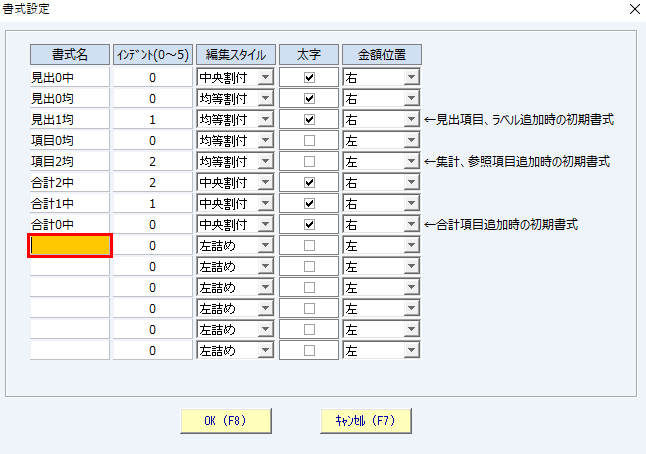 書式設定
書式名 ｲﾝﾃﾞﾝﾄ(0～5) 編集スタイル 太字 金額位置
見出0中 0 中央割付 右
見出0均 0 均等割付 右
見出1均 1 均等割付 右 ←見出項目、ラベル追加時の初期書式
項目0均 0 均等割付 左
項目2均 2 均等割付 左 ←集計、参照項目追加時の初期書式
合計2中 2 中央割付 右
合計1中 1 中央割付 右
合計0中 0 中央割付 右 ←合計項目追加時の初期書式
0 左詰め 左
0 左詰め 左
0 左詰め 左
0 左詰め 左
0 左詰め 左
0 左詰め 左
OK (F8) ｷｬﾝｾﾙ (F7)